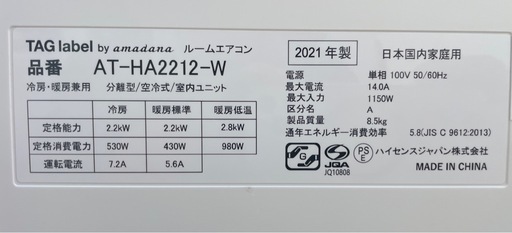 TAG label by amadana ルームエアコン
品番 AT-HA2212-W
冷房・暖房兼用 分離型/空冷式/室内ユニット
冷房 暖房標準 暖房低温
定格能力 2.2kW 2.2kW 2.8kW
定格消費電力 530W 430W 980W
運転電流 7.2A 5.6A
2021年製 日本国内家庭用
電源 単相 100V 50/60Hz
最大電流 14.0A
最大入力 1150W
区分名 A
製品質量 8.5kg
通年エネルギー消費効率 5.8(JIS C 9612:2013)
G JQA JQ10808 PSE ハイセンスジャパン株式会社
MADE IN CHINA